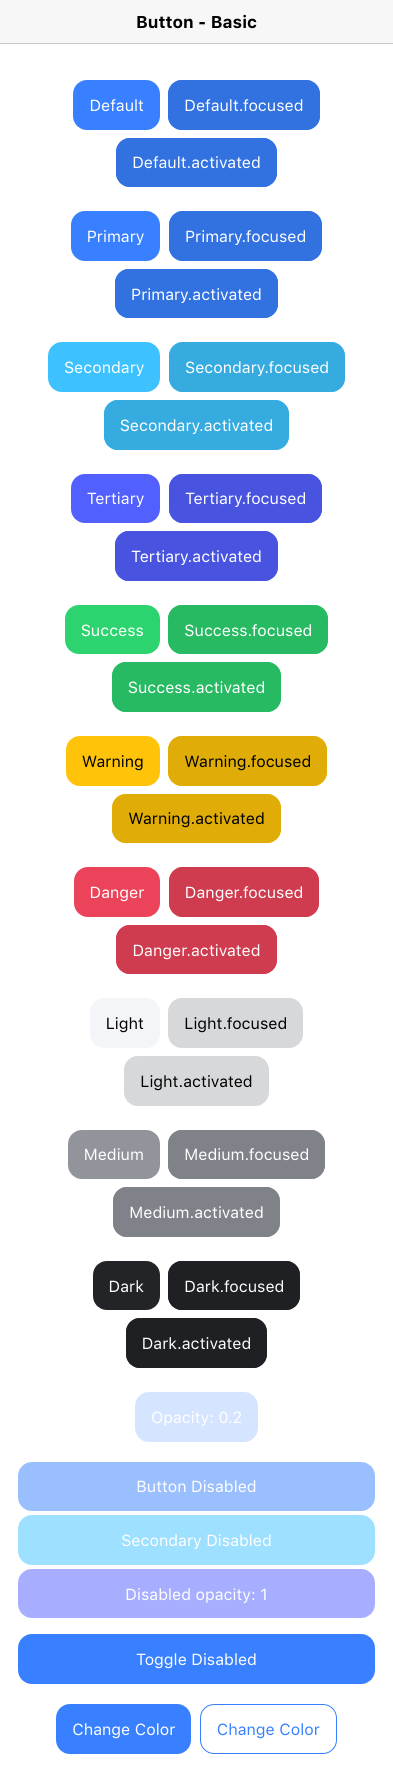 Button - Basic
Default Default.focused
Default.activated
Primary Primary.focused
Primary.activated
Secondary Secondary.focused
Secondary.activated
Tertiary Tertiary.focused
Tertiary.activated
Success Success.focused
Success.activated
Warning Warning.focused
Warning.activated
Danger Danger.focused
Danger.activated
Light Light.focused
Light.activated
Medium Medium.focused
Medium.activated
Dark Dark.focused
Dark.activated
Opacity: 0.2
Button Disabled
Secondary Disabled
Disabled opacity: 1
Toggle Disabled
Change Color Change Color